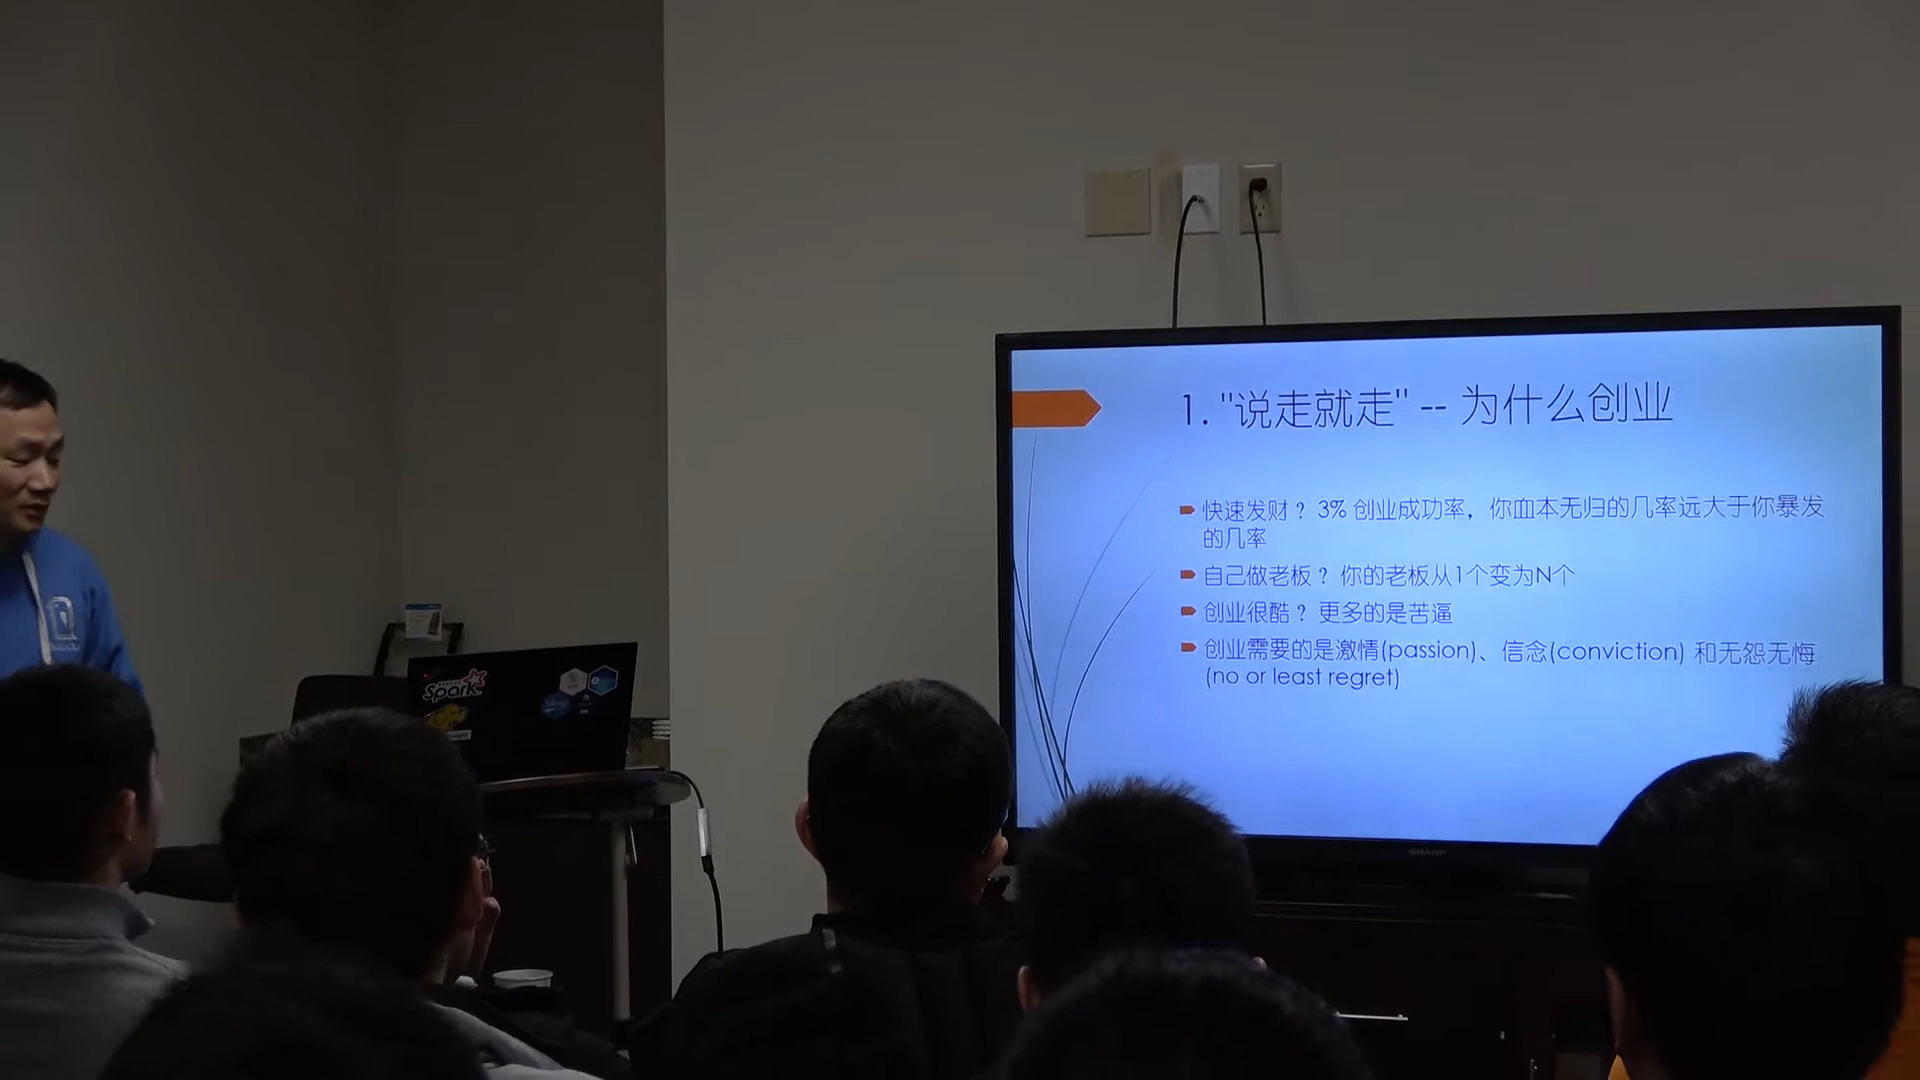 1. "说走就走" -- 为什么创业
快速发财？ 3% 创业成功率，你血本无归的几率远大于你暴发
的几率
自己做老板？ 你的老板从1个变为N个
创业很酷？ 更多的是苦逼
创业需要的是激情(passion)、信念(conviction) 和无怨无悔
(no or least regret)
Spark
SHARP